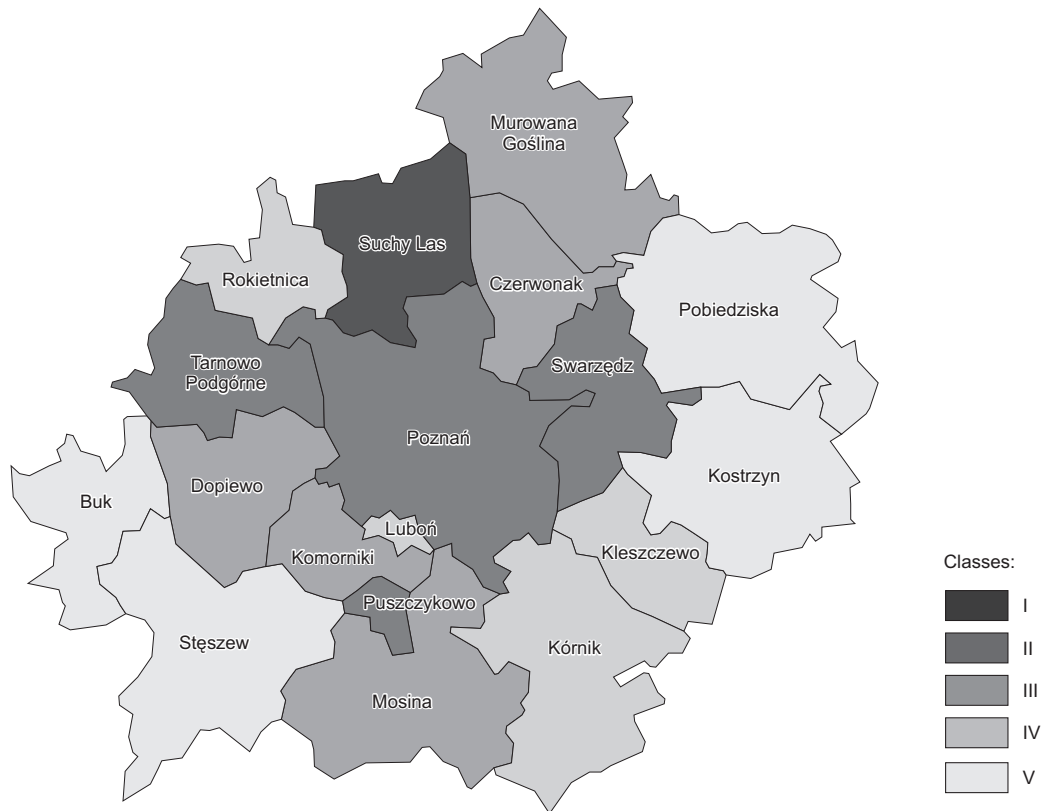 Murowana
Goślina
Suchy Las
Rokietnica
Czerwonak
Pobiedziska
Tarnowo
Podgórne
Swarzędz
Poznań
Kostrzyn
Buk
Dopiewo
Luboń
Komorniki
Kleszczewo
Puszczykowo
Stęszew
Kórnik
Mosina
Classes:
I
II
III
IV
V